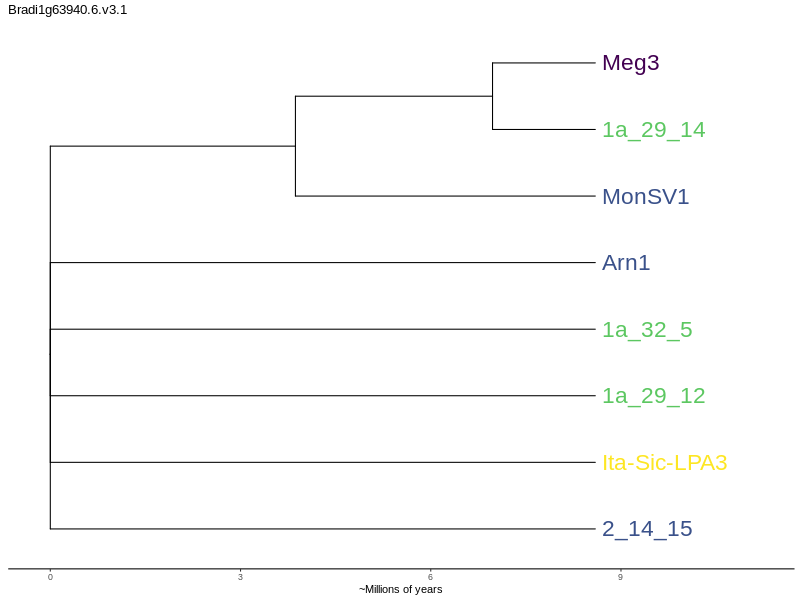 Bradi1g63940.6.v3.1
Meg3
1a_29_14
MonSV1
Arn1
1a_32_5
1a_29_12
Ita-Sic-LPA3
2_14_15
0 3 6 9
~Millions of years